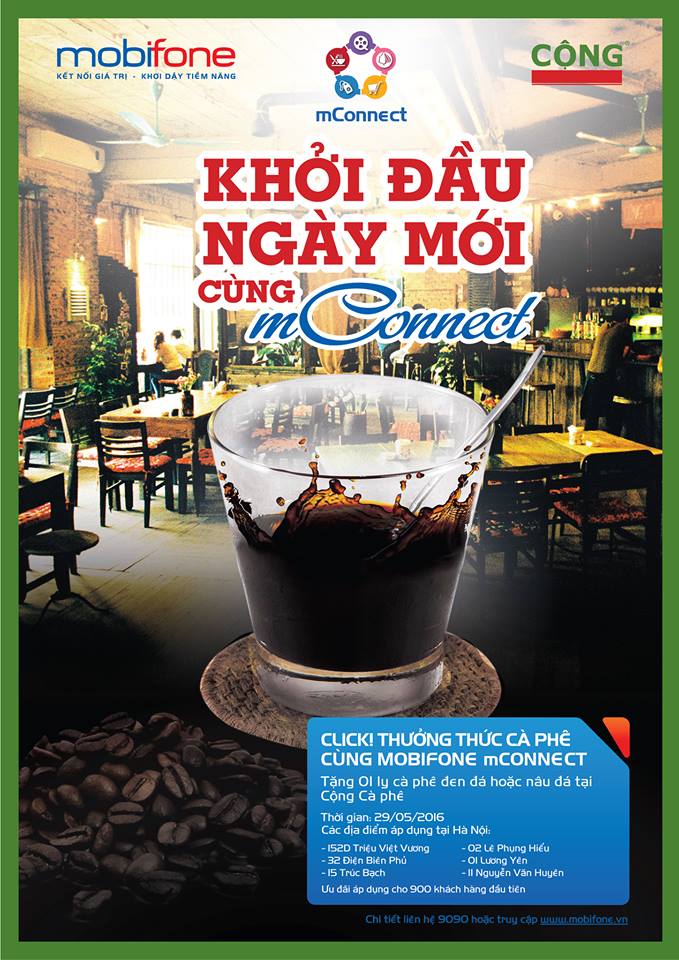 mobifone
KẾT NỐI GIÁ TRỊ • KHƠI DẬY TIỀM NĂNG
mConnect
CỘNG
KHỞI ĐẦU
NGÀY MỚI
CÙNG
mConnect
CLICK! THƯỞNG THỨC CÀ PHÊ
CÙNG MOBIFONE mCONNECT
Tặng 01 ly cà phê đen đá hoặc nâu đá tại
Cộng Cà phê
Thời gian: 29/05/2016
Các địa điểm áp dụng tại Hà Nội:
- 152D Triệu Việt Vương
- 32 Điện Biên Phủ
- 15 Trúc Bạch
- 02 Lê Phụng Hiểu
- 01 Lương Yên
- 11 Nguyễn Văn Huyên
Ưu đãi áp dụng cho 900 khách hàng đầu tiên
Chi tiết liên hệ 9090 hoặc truy cập www.mobifone.vn